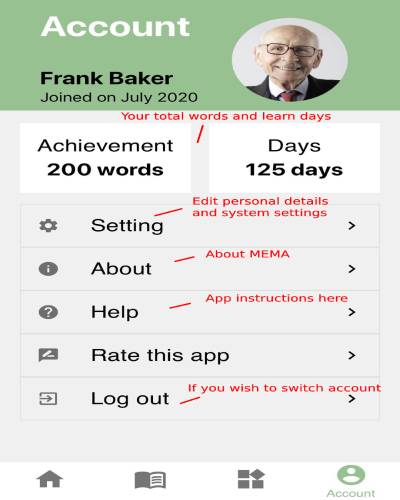 Account
Frank Baker
Joined on July 2020
Your total words and learn days
Achievement
200 words
Days
125 days
Edit personal details
and system settings
Setting
About MEMA
About
App instructions here
Help
Rate this app
If you wish to switch account
Log out
Account